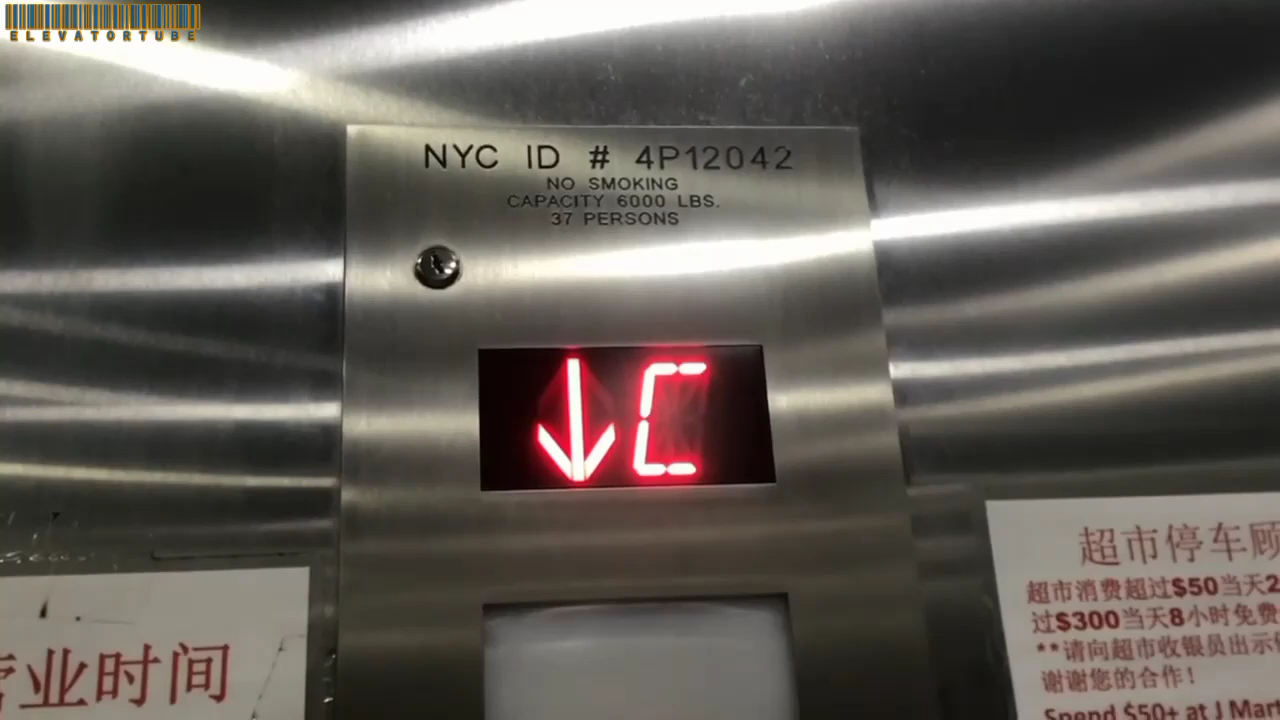 ELEVATORTUBE
NYC ID # 4P12042
NO SMOKING
CAPACITY 6000 LBS.
37 PERSONS
C
营业时间
超市停车顾
超市消费超过$50当天2
过$300当天8小时免费
**请向超市收银员出示
谢谢您的合作!
Spend $50+ at J Mart